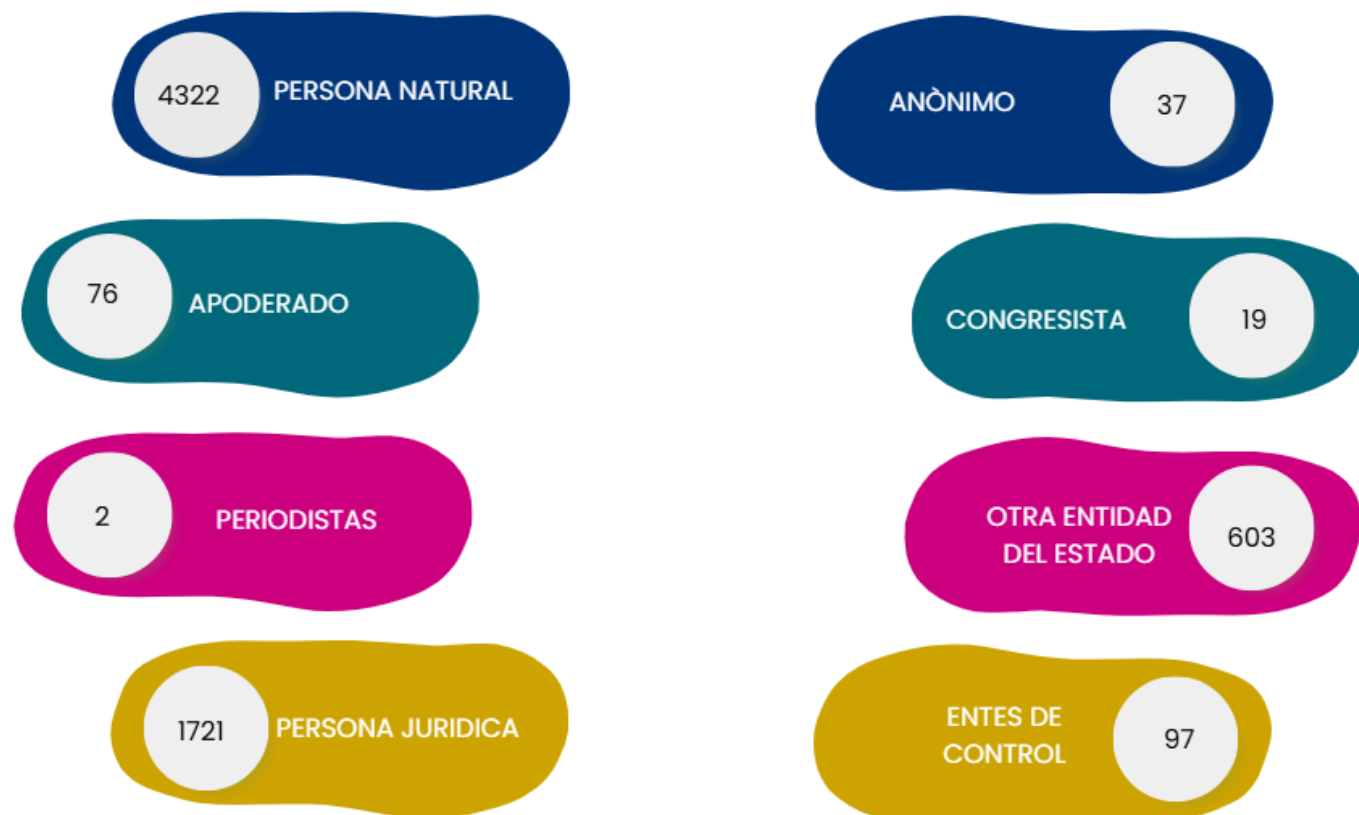 4322
PERSONA NATURAL
ANÒNIMO
37
76
APODERADO
CONGRESISTA
19
2
PERIODISTAS
OTRA ENTIDAD
DEL ESTADO
603
1721
PERSONA JURIDICA
ENTES DE
CONTROL
97